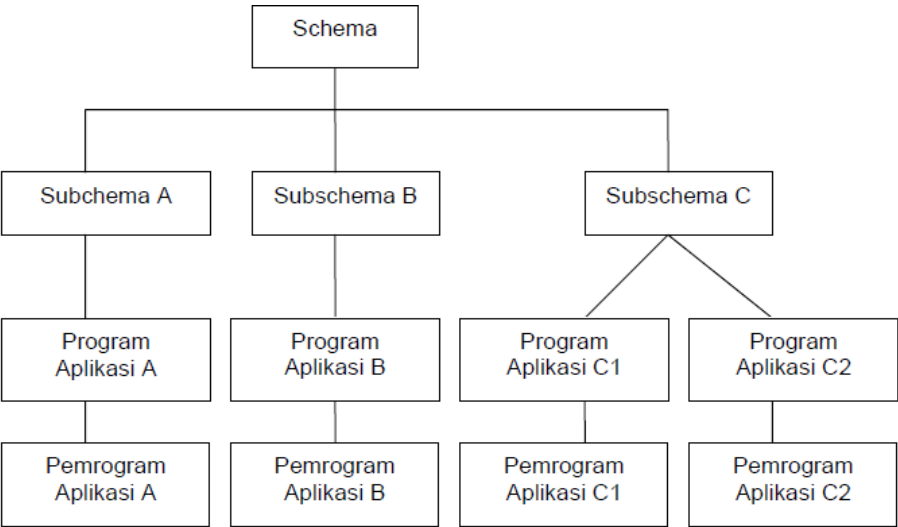 Schema
Subchema A
Subschema B
Subschema C
Program
Aplikasi A
Program
Aplikasi B
Program
Aplikasi C1
Program
Aplikasi C2
Pemrogram
Aplikasi A
Pemrogram
Aplikasi B
Pemrogram
Aplikasi C1
Pemrogram
Aplikasi C2